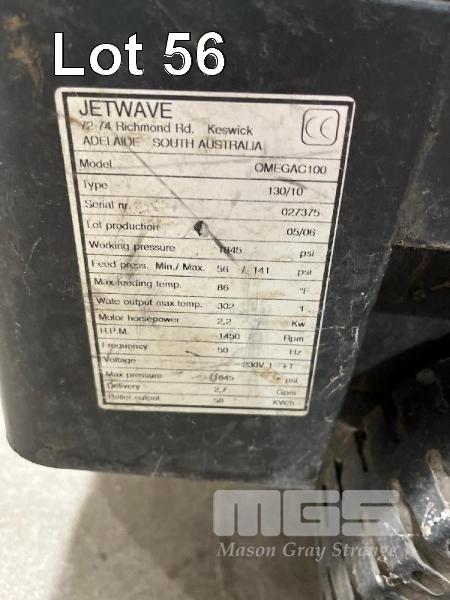 Lot 56
JETWAVE
72-74 Richmond Rd. Keswick
ADELAIDE SOUTH AUSTRALIA
CE
Model OMEGAC100
Type 130/10
Serial nr. 027375
Lot production 05/06
Working pressure 1845 psi
Feed press. Min./ Max. 56 / 141 psi
Max feeding temp. 86 °F
Wate output max.temp. 302 °F
Motor horsepower 2,2 Kw
R.P.M. 1450 Rpm
Frequency 50 Hz
Voltage 230V 1 +T
Max pressure 1845 psi
Delivery 2,7 Gpm
Boiler output 58 KW/h
MGS
Mason Gray Strange